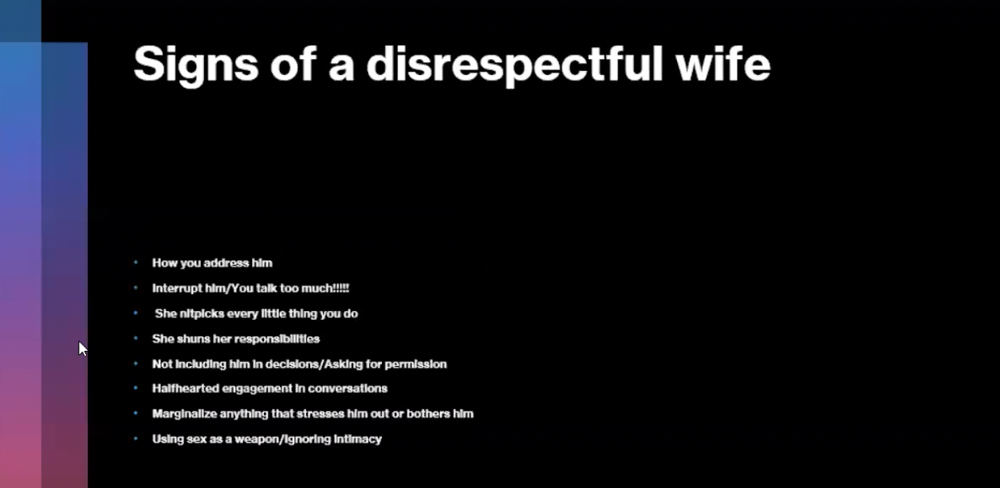 Signs of a disrespectful wife
• How you address him
• Interrupt him/You talk too much!!!!!
• She nitpicks every little thing you do
• She shuns her responsibilities
• Not including him in decisions/Asking for permission
• Halfhearted engagement in conversations
• Marginalize anything that stresses him out or bothers him
• Using sex as a weapon/Ignoring intimacy